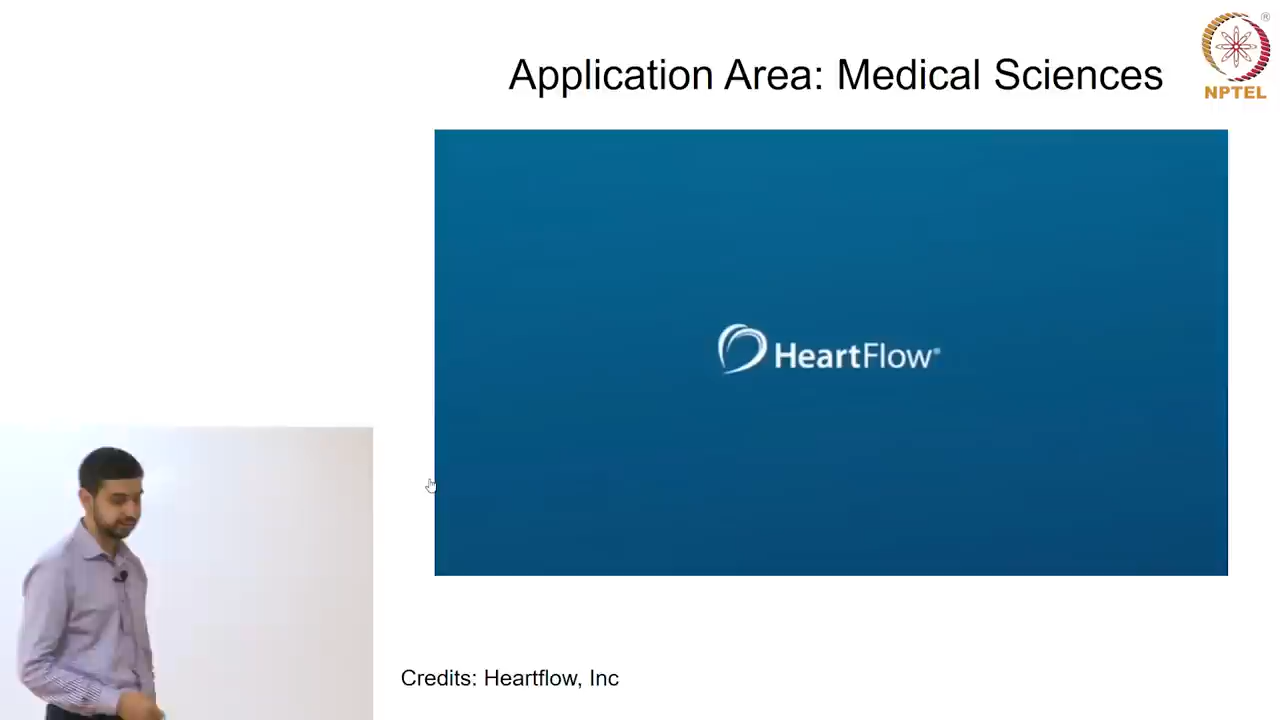 Application Area: Medical Sciences
®
NPTEL
HeartFlow®
Credits: Heartflow, Inc